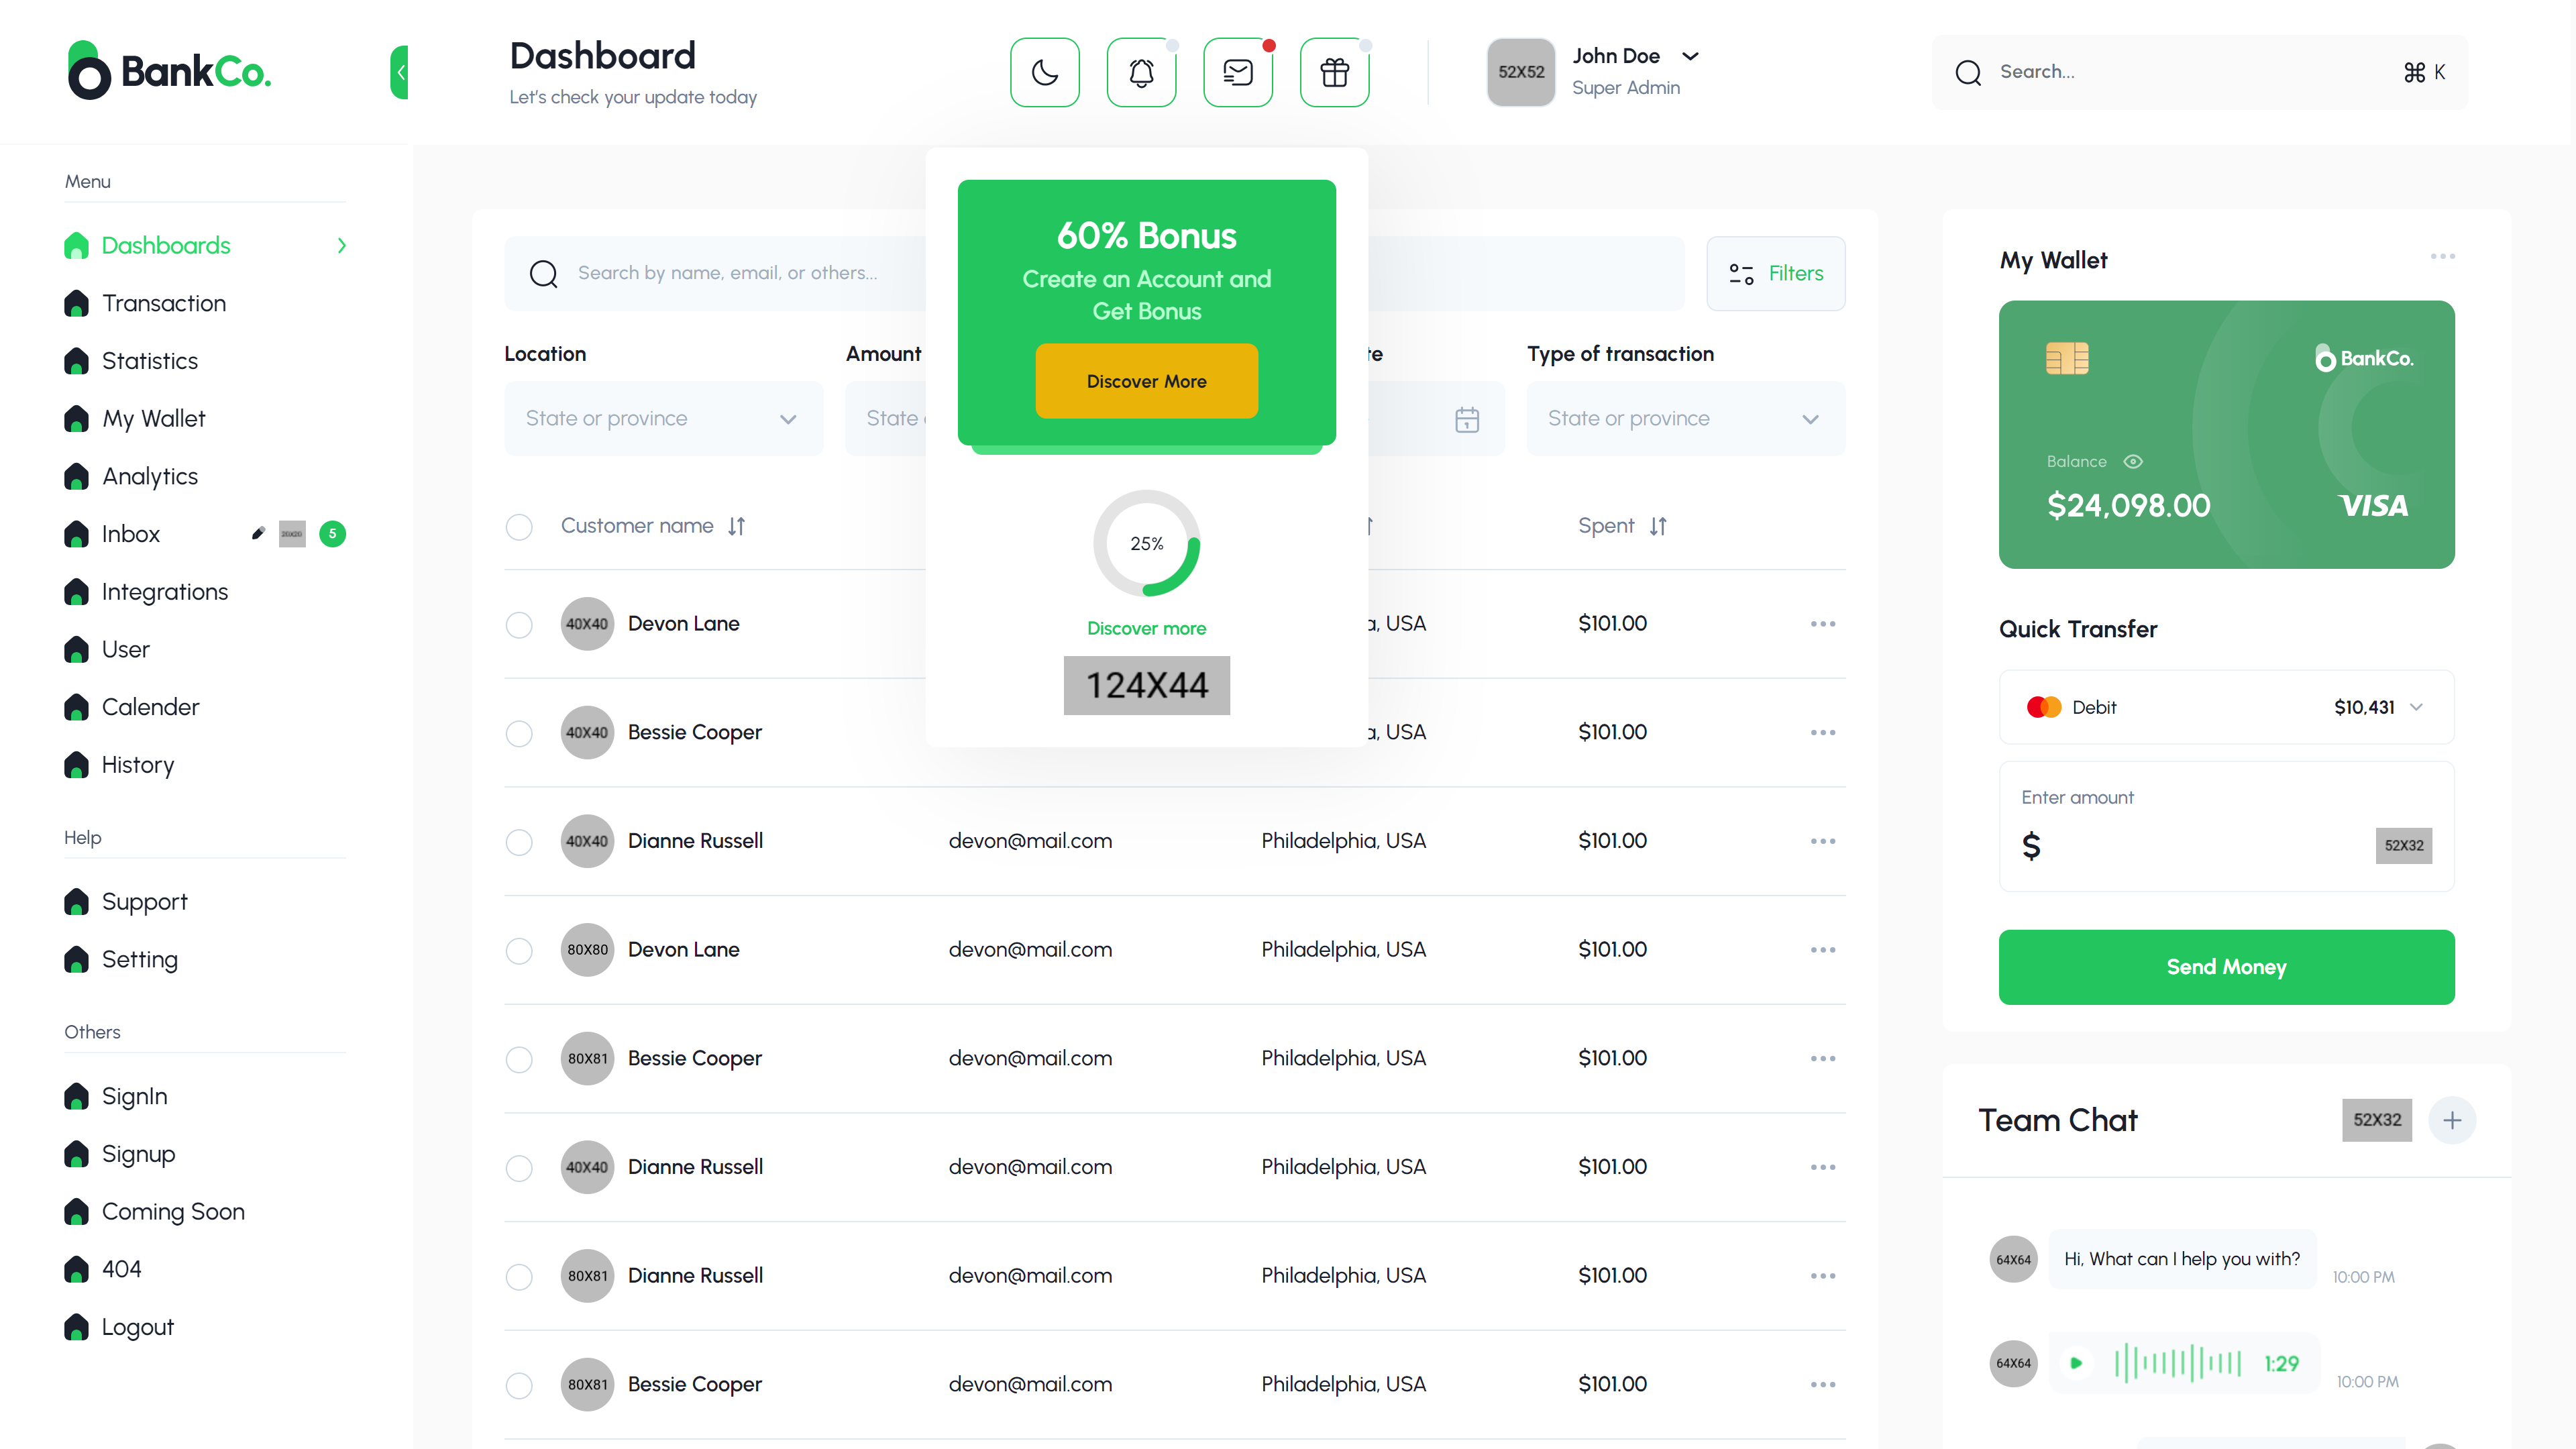 BankCo.
Dashboard
Let's check your update today
52X52
John Doe
Super Admin
Search...
⌘ K
Menu
Dashboards
Transaction
Statistics
My Wallet
Analytics
Inbox
20X20
5
Integrations
User
Calender
History
Help
Support
Setting
Others
SignIn
Signup
Coming Soon
404
Logout
Search by name, email, or others...
Filters
Location
Amount
te
Type of transaction
State or province
State
State or province
Customer name
Spent
40X40 Devon Lane a, USA $101.00
40X40 Bessie Cooper a, USA $101.00
40X40 Dianne Russell devon@mail.com Philadelphia, USA $101.00
80X80 Devon Lane devon@mail.com Philadelphia, USA $101.00
80X81 Bessie Cooper devon@mail.com Philadelphia, USA $101.00
40X40 Dianne Russell devon@mail.com Philadelphia, USA $101.00
80X81 Dianne Russell devon@mail.com Philadelphia, USA $101.00
80X81 Bessie Cooper devon@mail.com Philadelphia, USA $101.00
60% Bonus
Create an Account and
Get Bonus
Discover More
25%
Discover more
124X44
My Wallet
BankCo.
Balance
$24,098.00
VISA
Quick Transfer
Debit
$10,431
Enter amount
$
52X32
Send Money
Team Chat
52X32
64X64
Hi, What can I help you with?
10:00 PM
64X64
1:29
10:00 PM